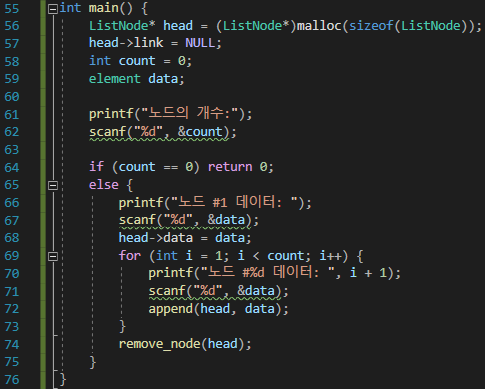 55 int main() {
56 ListNode* head = (ListNode*)malloc(sizeof(ListNode));
57 head->link = NULL;
58 int count = 0;
59 element data;
60
61 printf("노드의 개수:");
62 scanf("%d", &count);
63
64 if (count == 0) return 0;
65 else {
66 printf("노드 #1 데이터: ");
67 scanf("%d", &data);
68 head->data = data;
69 for (int i = 1; i < count; i++) {
70 printf("노드 #%d 데이터: ", i + 1);
71 scanf("%d", &data);
72 append(head, data);
73 }
74 remove_node(head);
75 }
76 }